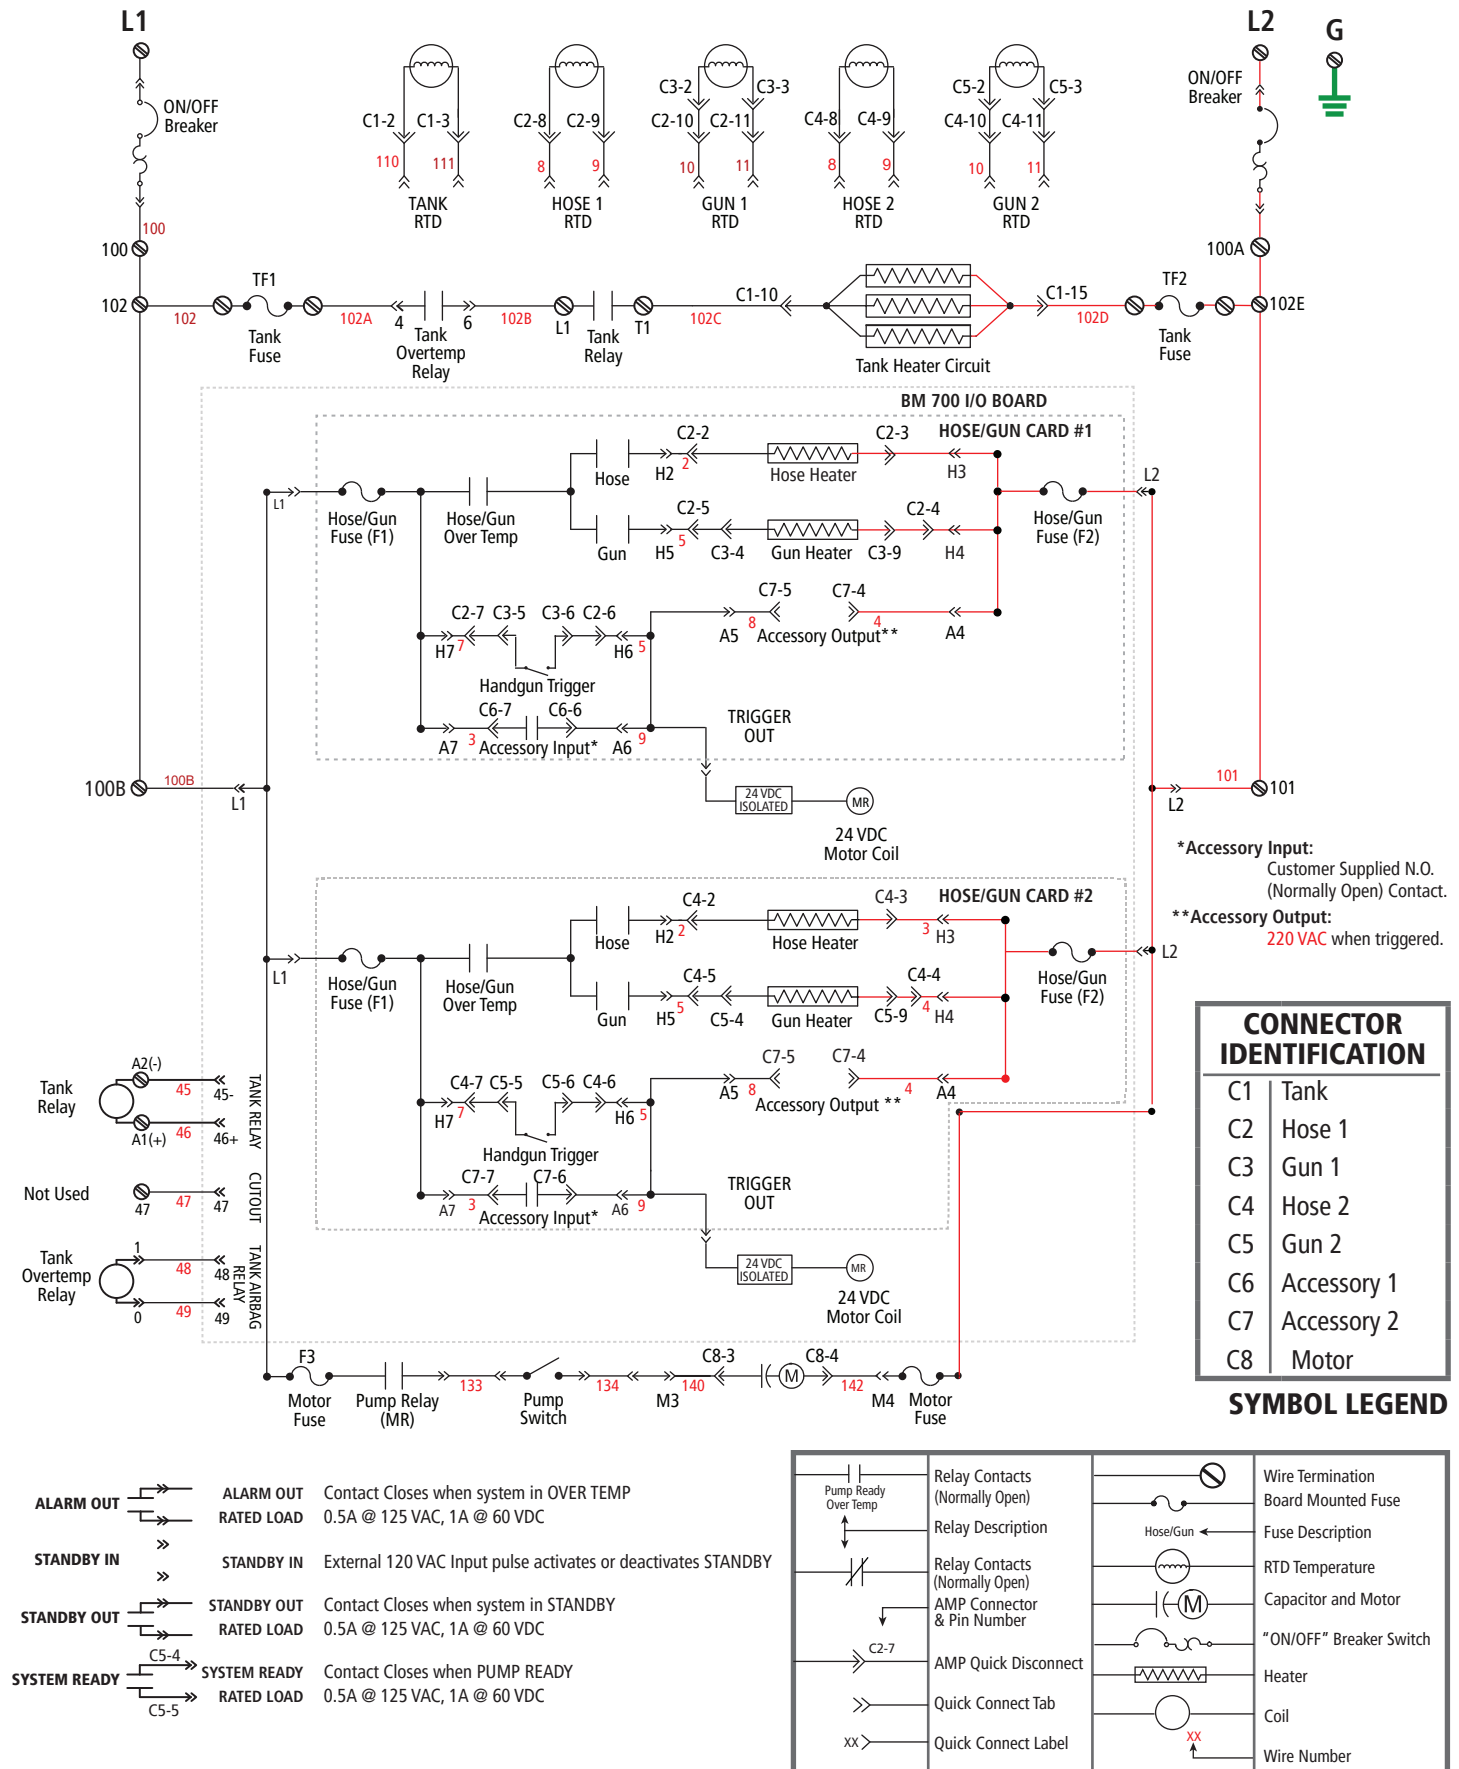 L1
L2
G
ON/OFF
Breaker
ON/OFF
Breaker
C1-2
C1-3
110
111
TANK
RTD
C2-8
C2-9
8
9
HOSE 1
RTD
C3-2
C3-3
C2-10
C2-11
10
11
GUN 1
RTD
C4-8
C4-9
8
9
HOSE 2
RTD
C5-2
C5-3
C4-10
C4-11
10
11
GUN 2
RTD
100
100
100A
102
102
TF1
Tank
Fuse
102A
4
6
Tank
Overtemp
Relay
102B
L1
T1
Tank
Relay
102C
C1-10
Tank Heater Circuit
C1-15
102D
TF2
Tank
Fuse
102E
BM 700 I/O BOARD
HOSE/GUN CARD #1
L1
Hose/Gun
Fuse (F1)
Hose/Gun
Over Temp
Hose
H2
C2-2
2
Hose Heater
C2-3
H3
Gun
H5
C2-5
5
C3-4
Gun Heater
C3-9
C2-4
H4
Hose/Gun
Fuse (F2)
L2
C2-7
C3-5
C3-6
C2-6
H7
7
H6
5
Handgun Trigger
A5
8
C7-5
C7-4
Accessory Output**
4
A4
C6-7
C6-6
A7
3
Accessory Input*
A6
9
TRIGGER
OUT
24 VDC
ISOLATED
MR
24 VDC
Motor Coil
100B
100B
L1
101
L2
101
*Accessory Input:
Customer Supplied N.O.
(Normally Open) Contact.
**Accessory Output:
220 VAC when triggered.
HOSE/GUN CARD #2
L1
Hose/Gun
Fuse (F1)
Hose/Gun
Over Temp
Hose
H2
C4-2
2
Hose Heater
C4-3
3
H3
Gun
H5
C4-5
5
C5-4
Gun Heater
C5-9
C4-4
4
H4
Hose/Gun
Fuse (F2)
L2
C4-7
C5-5
C5-6
C4-6
H7
7
H6
5
Handgun Trigger
A5
8
C7-5
C7-4
Accessory Output **
4
A4
C7-7
C7-6
A7
3
Accessory Input*
A6
9
TRIGGER
OUT
24 VDC
ISOLATED
MR
24 VDC
Motor Coil
Tank
Relay
A2(-)
45
45-
A1(+)
46
46+
TANK RELAY
Not Used
47
47
47
CUTOUT
Tank
Overtemp
Relay
1
48
48
0
49
49
TANK AIRBAG
RELAY
F3
Motor
Fuse
Pump Relay
(MR)
133
Pump
Switch
134
M3
140
C8-3
M
C8-4
142
M4
Motor
Fuse
CONNECTOR
IDENTIFICATION
C1 Tank
C2 Hose 1
C3 Gun 1
C4 Hose 2
C5 Gun 2
C6 Accessory 1
C7 Accessory 2
C8 Motor
SYMBOL LEGEND
ALARM OUT
ALARM OUT Contact Closes when system in OVER TEMP
RATED LOAD 0.5A @ 125 VAC, 1A @ 60 VDC
STANDBY IN
STANDBY IN External 120 VAC Input pulse activates or deactivates STANDBY
STANDBY OUT
STANDBY OUT Contact Closes when system in STANDBY
RATED LOAD 0.5A @ 125 VAC, 1A @ 60 VDC
SYSTEM READY
C5-4
C5-5
SYSTEM READY Contact Closes when PUMP READY
RATED LOAD 0.5A @ 125 VAC, 1A @ 60 VDC
Pump Ready
Over Temp
Relay Contacts
(Normally Open)
Relay Description
Relay Contacts
(Normally Open)
AMP Connector
& Pin Number
C2-7
AMP Quick Disconnect
Quick Connect Tab
XX
Quick Connect Label
Wire Termination
Board Mounted Fuse
Hose/Gun
Fuse Description
RTD Temperature
M
Capacitor and Motor
"ON/OFF" Breaker Switch
Heater
Coil
XX
Wire Number